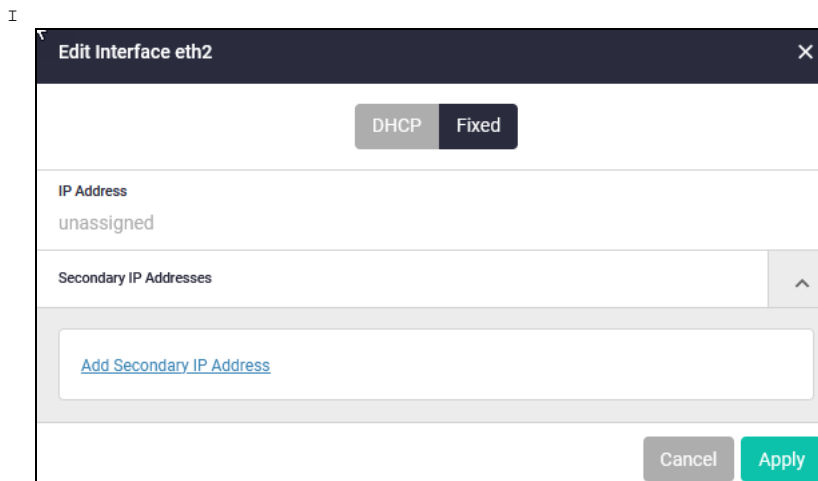 Edit Interface eth2
DHCP Fixed
IP Address
unassigned
Secondary IP Addresses
Add Secondary IP Address
Cancel Apply